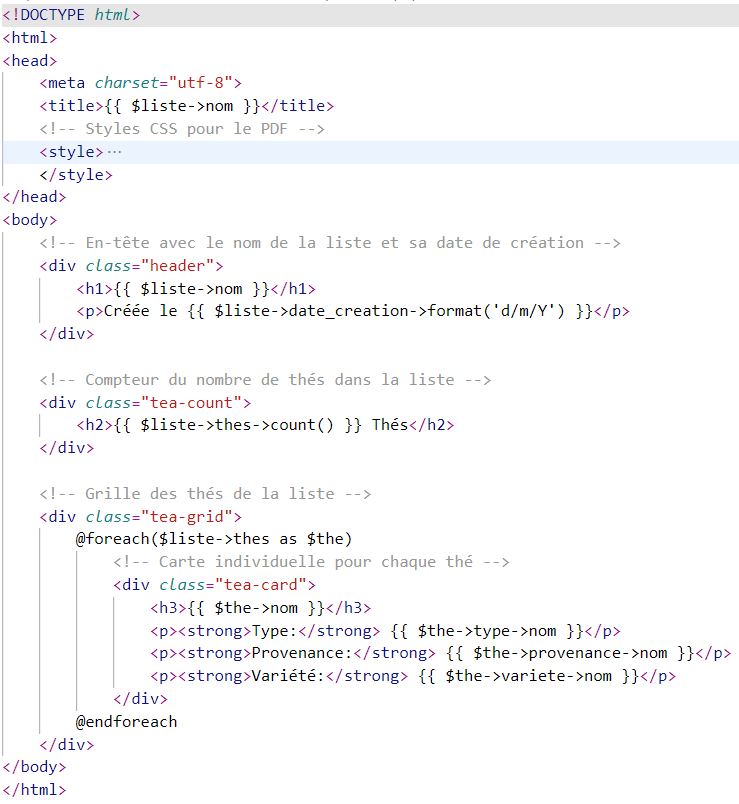 <!DOCTYPE html>
<html>
<head>
    <meta charset="utf-8">
    <title>{{ $liste->nom }}</title>
    <!-- Styles CSS pour le PDF -->
    <style>···
    </style>
</head>
<body>
    <!-- En-tête avec le nom de la liste et sa date de création -->
    <div class="header">
        <h1>{{ $liste->nom }}</h1>
        <p>Créée le {{ $liste->date_creation->format('d/m/Y') }}</p>
    </div>

    <!-- Compteur du nombre de thés dans la liste -->
    <div class="tea-count">
        <h2>{{ $liste->thes->count() }} Thés</h2>
    </div>

    <!-- Grille des thés de la liste -->
    <div class="tea-grid">
        @foreach($liste->thes as $the)
            <!-- Carte individuelle pour chaque thé -->
            <div class="tea-card">
                <h3>{{ $the->nom }}</h3>
                <p><strong>Type:</strong> {{ $the->type->nom }}</p>
                <p><strong>Provenance:</strong> {{ $the->provenance->nom }}</p>
                <p><strong>Variété:</strong> {{ $the->variete->nom }}</p>
            </div>
        @endforeach
    </div>
</body>
</html>